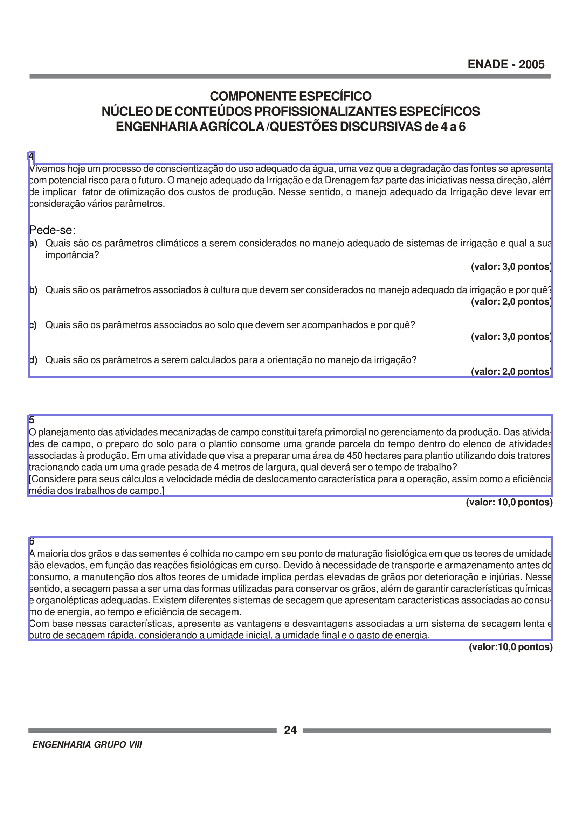 ENADE - 2005
COMPONENTE ESPECÍFICO
NÚCLEO DE CONTEÚDOS PROFISSIONALIZANTES ESPECÍFICOS
ENGENHARIA AGRÍCOLA /QUESTÕES DISCURSIVAS de 4 a 6
4
Vivemos hoje um processo de conscientização do uso adequado da água, uma vez que a degradação das fontes se apresenta
com potencial risco para o futuro. O manejo adequado da Irrigação e da Drenagem faz parte das iniciativas nessa direção, além
de implicar fator de otimização dos custos de produção. Nesse sentido, o manejo adequado da Irrigação deve levar em
consideração vários parâmetros.
Pede-se:
a) Quais são os parâmetros climáticos a serem considerados no manejo adequado de sistemas de irrigação e qual a sua
importância?
(valor: 3,0 pontos)
b) Quais são os parâmetros associados à cultura que devem ser considerados no manejo adequado da irrigação e por quê?
(valor: 2,0 pontos)
c) Quais são os parâmetros associados ao solo que devem ser acompanhados e por quê?
(valor: 3,0 pontos)
d) Quais são os parâmetros a serem calculados para a orientação no manejo da irrigação?
(valor: 2,0 pontos)
5
O planejamento das atividades mecanizadas de campo constitui tarefa primordial no gerenciamento da produção. Das ativida-
des de campo, o preparo do solo para o plantio consome uma grande parcela do tempo dentro do elenco de atividades
associadas à produção. Em uma atividade que visa a preparar uma área de 450 hectares para plantio utilizando dois tratores,
tracionando cada um uma grade pesada de 4 metros de largura, qual deverá ser o tempo de trabalho?
[Considere para seus cálculos a velocidade média de deslocamento característica para a operação, assim como a eficiência
média dos trabalhos de campo.]
(valor: 10,0 pontos)
6
A maioria dos grãos e das sementes é colhida no campo em seu ponto de maturação fisiológica em que os teores de umidade
são elevados, em função das reações fisiológicas em curso. Devido à necessidade de transporte e armazenamento antes do
consumo, a manutenção dos altos teores de umidade implica perdas elevadas de grãos por deterioração e injúrias. Nesse
sentido, a secagem passa a ser uma das formas utilizadas para conservar os grãos, além de garantir características químicas
e organolépticas adequadas. Existem diferentes sistemas de secagem que apresentam características associadas ao consu-
mo de energia, ao tempo e eficiência de secagem.
Com base nessas características, apresente as vantagens e desvantagens associadas a um sistema de secagem lenta e
outro de secagem rápida, considerando a umidade inicial, a umidade final e o gasto de energia.
(valor:10,0 pontos)
24
ENGENHARIA GRUPO VIII